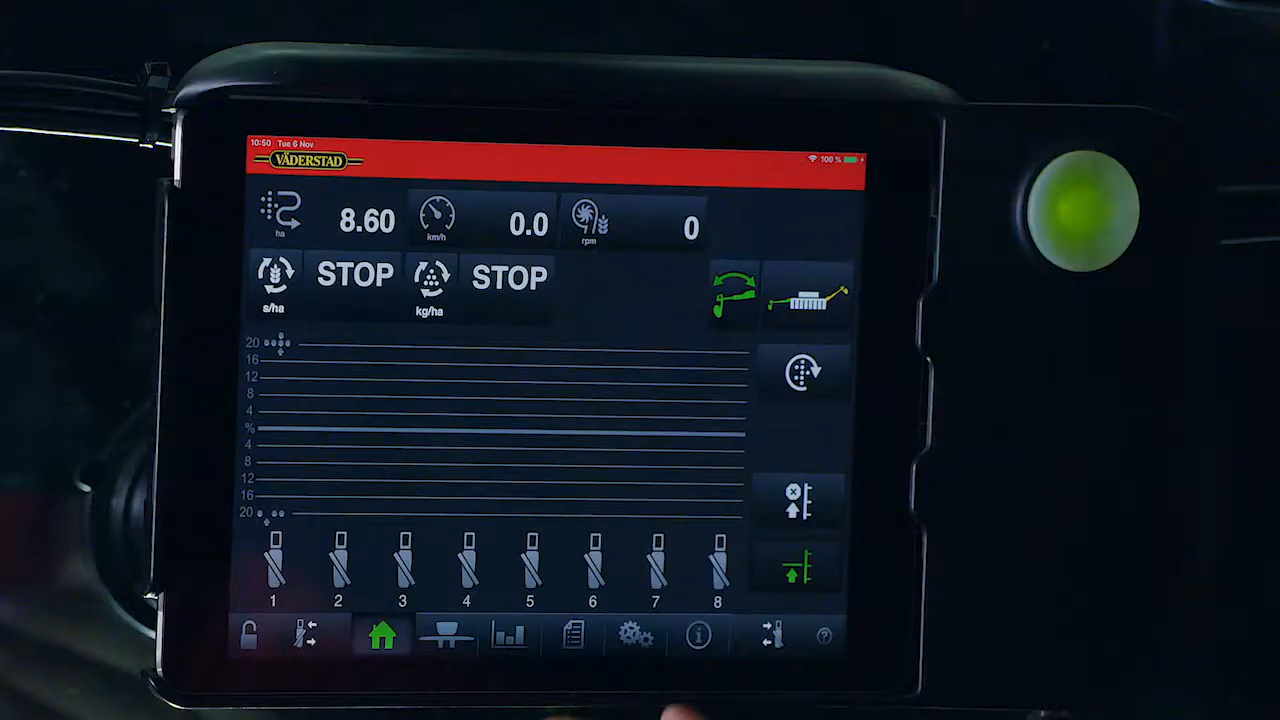 10:50 Tue 6 Nov
100 %
VÄDERSTAD
8.60 0.0 0
ha km/h rpm
STOP STOP
s/ha kg/ha
20
16
12
8
4
%
4
8
12
16
20
1 2 3 4 5 6 7 8
i ?